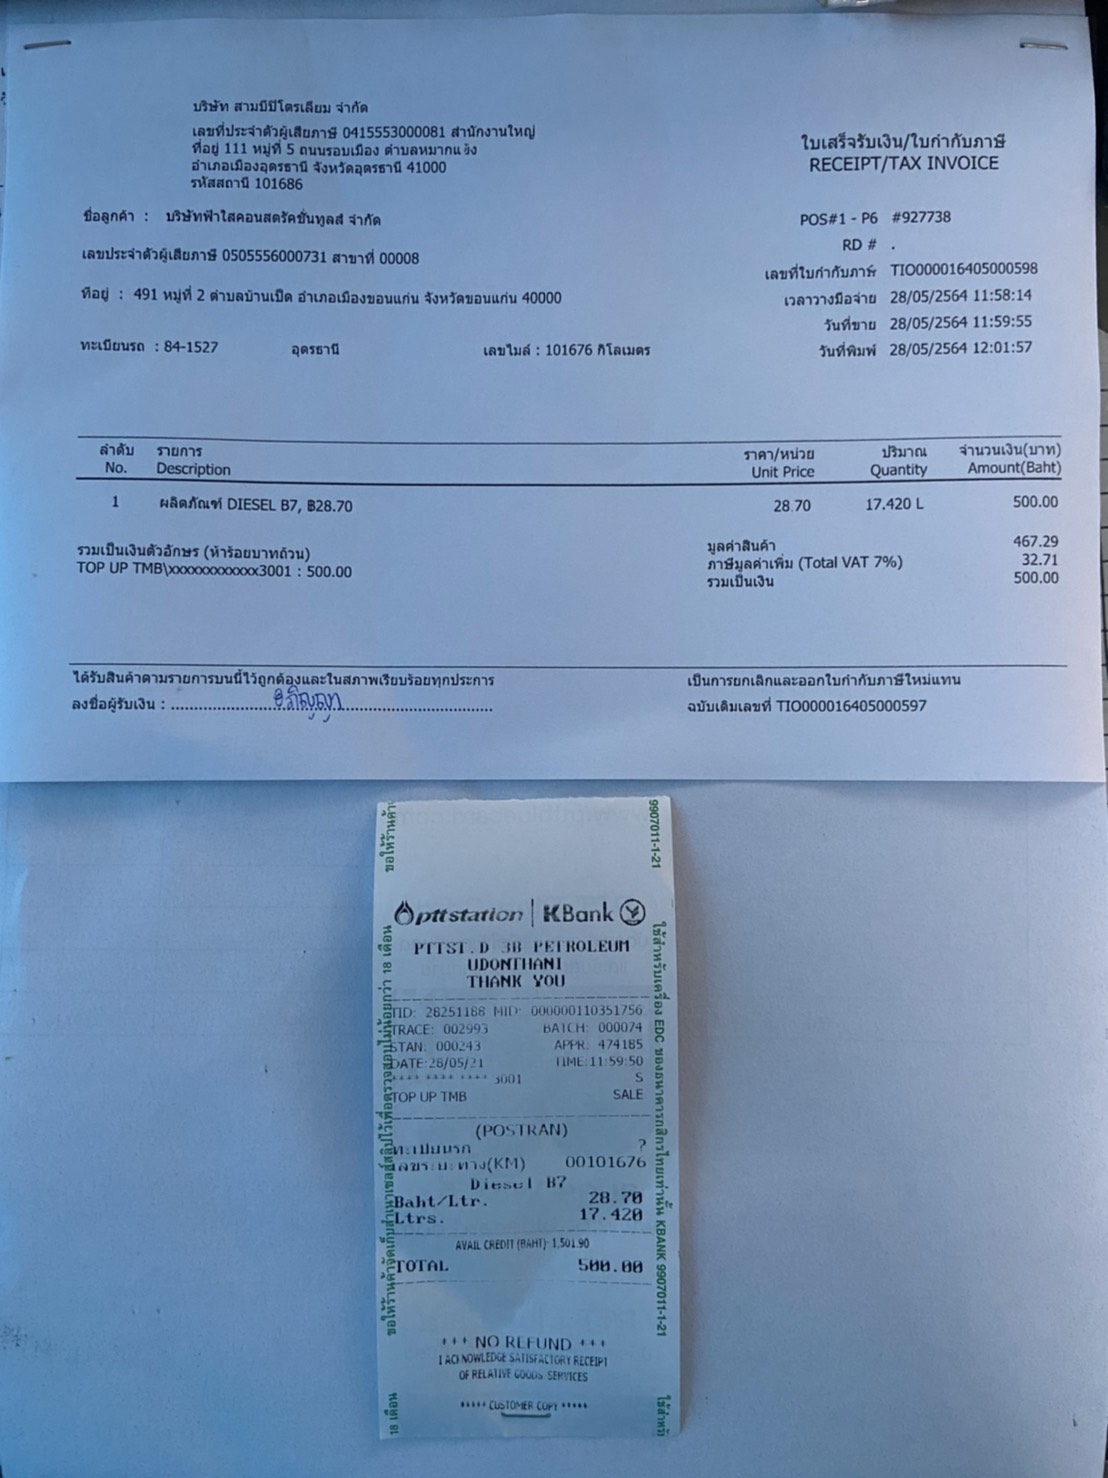 บริษัท สามบีปิโตรเลียม จำกัด
เลขที่ประจำตัวผู้เสียภาษี 0415553000081 สำนักงานใหญ่
ที่อยู่ 111 หมู่ที่ 5 ถนนรอบเมือง ตำบลหมากแข้ง
อำเภอเมืองอุดรธานี จังหวัดอุดรธานี 41000
รหัสสถานี 101686
ใบเสร็จรับเงิน/ใบกำกับภาษี
RECEIPT/TAX INVOICE
ชื่อลูกค้า : บริษัทฟ้าใสคอนสตรัคชั่นทูลส์ จำกัด
POS#1 - P6 #927738
RD # .
เลขประจำตัวผู้เสียภาษี 0505556000731 สาขาที่ 00008
เลขที่ใบกำกับภาษี TIO000016405000598
ที่อยู่ : 491 หมู่ที่ 2 ตำบลบ้านเป็ด อำเภอเมืองขอนแก่น จังหวัดขอนแก่น 40000
เวลาวางมือจ่าย 28/05/2564 11:58:14
วันที่ขาย 28/05/2564 11:59:55
ทะเบียนรถ : 84-1527 อุดรธานี เลขไมล์ : 101676 กิโลเมตร
วันที่พิมพ์ 28/05/2564 12:01:57
ลำดับ รายการ ราคา/หน่วย ปริมาณ จำนวนเงิน(บาท)
No. Description Unit Price Quantity Amount(Baht)
1 ผลิตภัณฑ์ DIESEL B7, ฿28.70 28.70 17.420 L 500.00
รวมเป็นเงินตัวอักษร (ห้าร้อยบาทถ้วน)
TOP UP TMB\xxxxxxxxxxxx3001 : 500.00
มูลค่าสินค้า 467.29
ภาษีมูลค่าเพิ่ม (Total VAT 7%) 32.71
รวมเป็นเงิน 500.00
ได้รับสินค้าตามรายการบนนี้ไว้ถูกต้องและในสภาพเรียบร้อยทุกประการ
ลงชื่อผู้รับเงิน :
เป็นการยกเลิกและออกใบกำกับภาษีใหม่แทน
ฉบับเดิมเลขที่ TIO000016405000597
9907011-1-21
pttstation | KBank
PTTST.D 3B PETROLEUM
UDONTHANI
THANK YOU
TID: 28251188 MID: 000000110351756
TRACE: 002993 BATCH: 000074
STAN: 000243 APPR: 474185
DATE:28/05/21 TIME:11:59:50
**** **** **** 3001 S
TOP UP TMB SALE
(POSTRAN)
ทะเบียนรถ ?
เลขระยะทาง(KM) 00101676
Diesel B7
Baht/Ltr. 28.70
Ltrs. 17.420
AVAIL CREDIT (BAHT): 1,501.90
TOTAL 500.00
+++ NO REFUND +++
I ACKNOWLEDGE SATISFACTORY RECEIPT
OF RELATIVE GOODS. SERVICES
***** CUSTOMER COPY *****
ใช้สำหรับเครื่อง EDC ของธนาคารกสิกรไทยเท่านั้น KBANK 9907011-1-21
18 เดือน